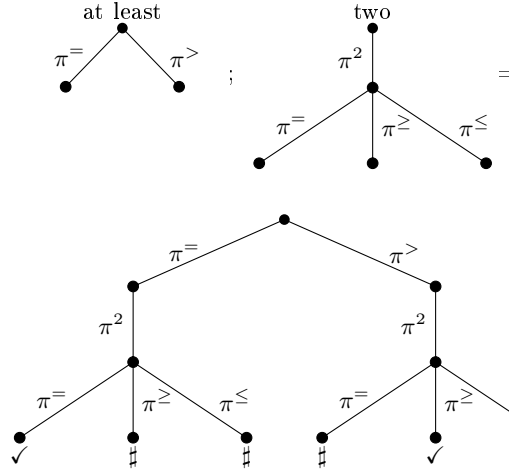 at least two
π⁼ π^> ; π² =
π⁼ π^≥ π^≤
π⁼ π^>
π² π²
π⁼ π^≥ π^≤ π⁼ π^≥
✓ ♯ ♯ ♯ ✓